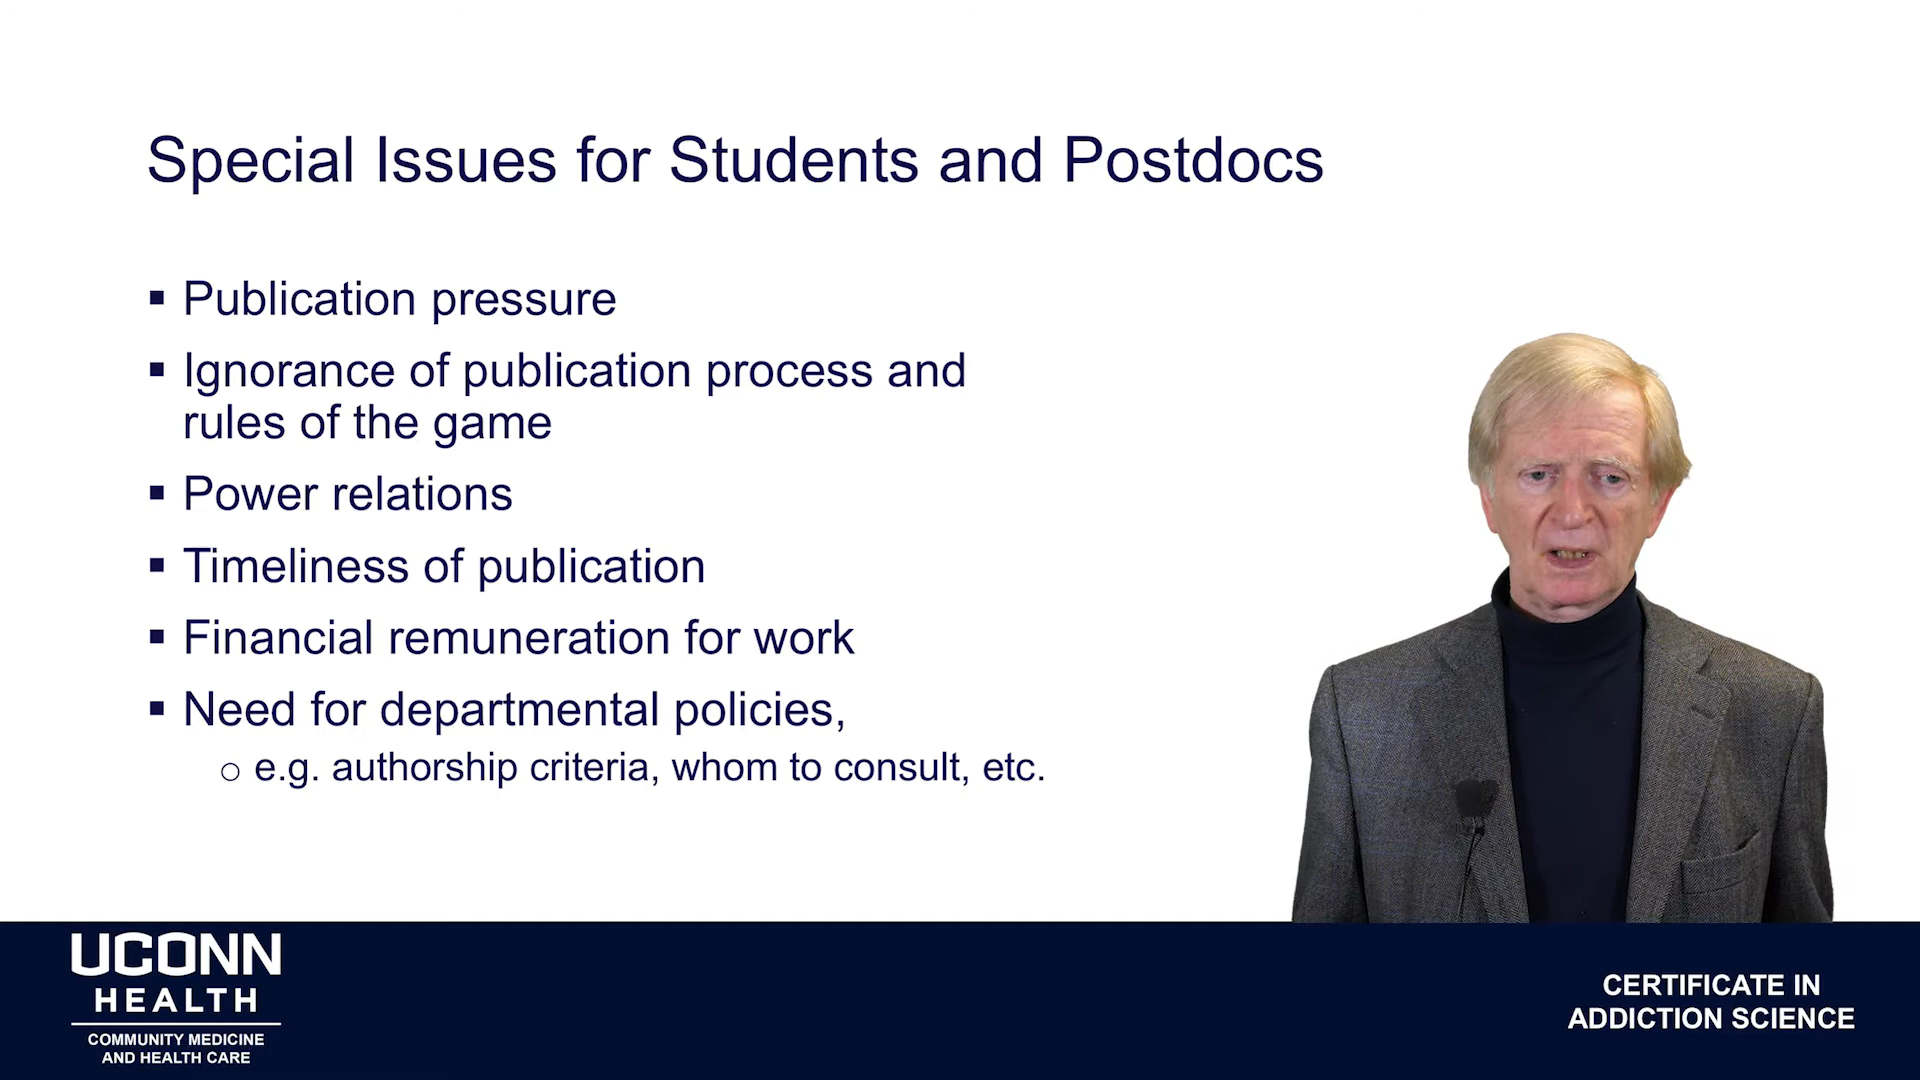 Special Issues for Students and Postdocs
▪ Publication pressure
▪ Ignorance of publication process and
rules of the game
▪ Power relations
▪ Timeliness of publication
▪ Financial remuneration for work
▪ Need for departmental policies,
o e.g. authorship criteria, whom to consult, etc.
UCONN
HEALTH
COMMUNITY MEDICINE
AND HEALTH CARE
CERTIFICATE IN
ADDICTION SCIENCE